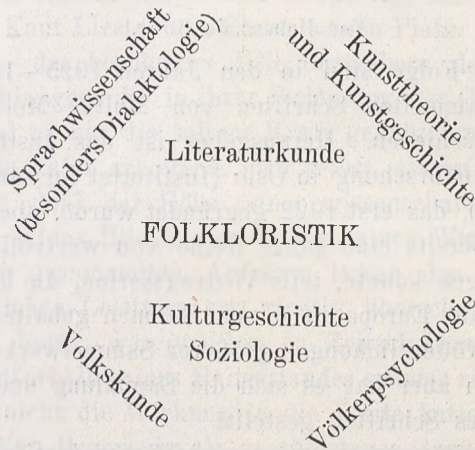 Sprachwissenschaft
(besonders Dialektologie)
Kunsttheorie
und Kunstgeschichte
Literaturkunde
FOLKLORISTIK
Kulturgeschichte
Soziologie
Volkskunde
Völkerpsychologie